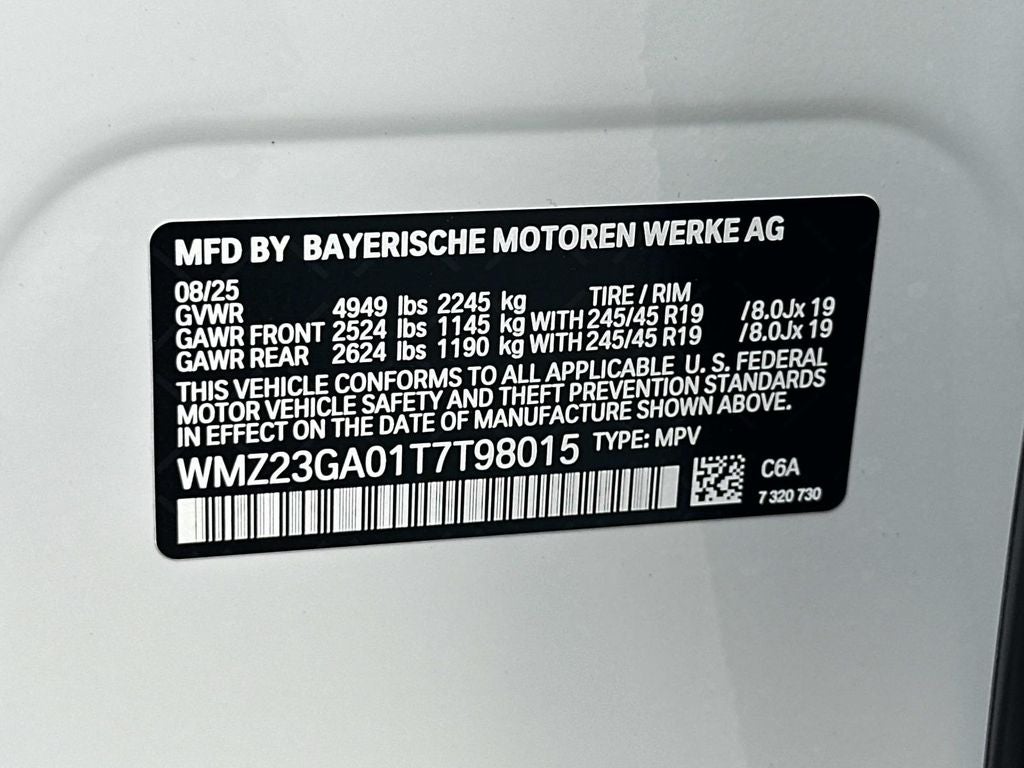 MFD BY BAYERISCHE MOTOREN WERKE AG
08/25
GVWR 4949 lbs 2245 kg TIRE / RIM
GAWR FRONT 2524 lbs 1145 kg WITH 245/45 R19 /8.0Jx 19
GAWR REAR 2624 lbs 1190 kg WITH 245/45 R19 /8.0Jx 19
THIS VEHICLE CONFORMS TO ALL APPLICABLE U. S. FEDERAL
MOTOR VEHICLE SAFETY AND THEFT PREVENTION STANDARDS
IN EFFECT ON THE DATE OF MANUFACTURE SHOWN ABOVE.
WMZ23GA01T7T98015 TYPE: MPV
C6A
7 320 730